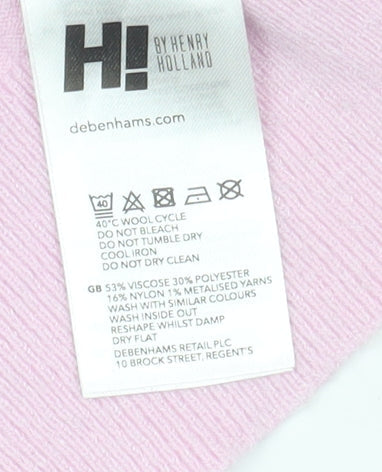 H!
BY HENRY
HOLLAND
debenhams.com
40
40°C WOOL CYCLE
DO NOT BLEACH
DO NOT TUMBLE DRY
COOL IRON
DO NOT DRY CLEAN
GB 53% VISCOSE 30% POLYESTER
16% NYLON 1% METALISED YARNS
WASH WITH SIMILAR COLOURS
WASH INSIDE OUT
RESHAPE WHILST DAMP
DRY FLAT
DEBENHAMS RETAIL PLC
10 BROCK STREET, REGENT'S